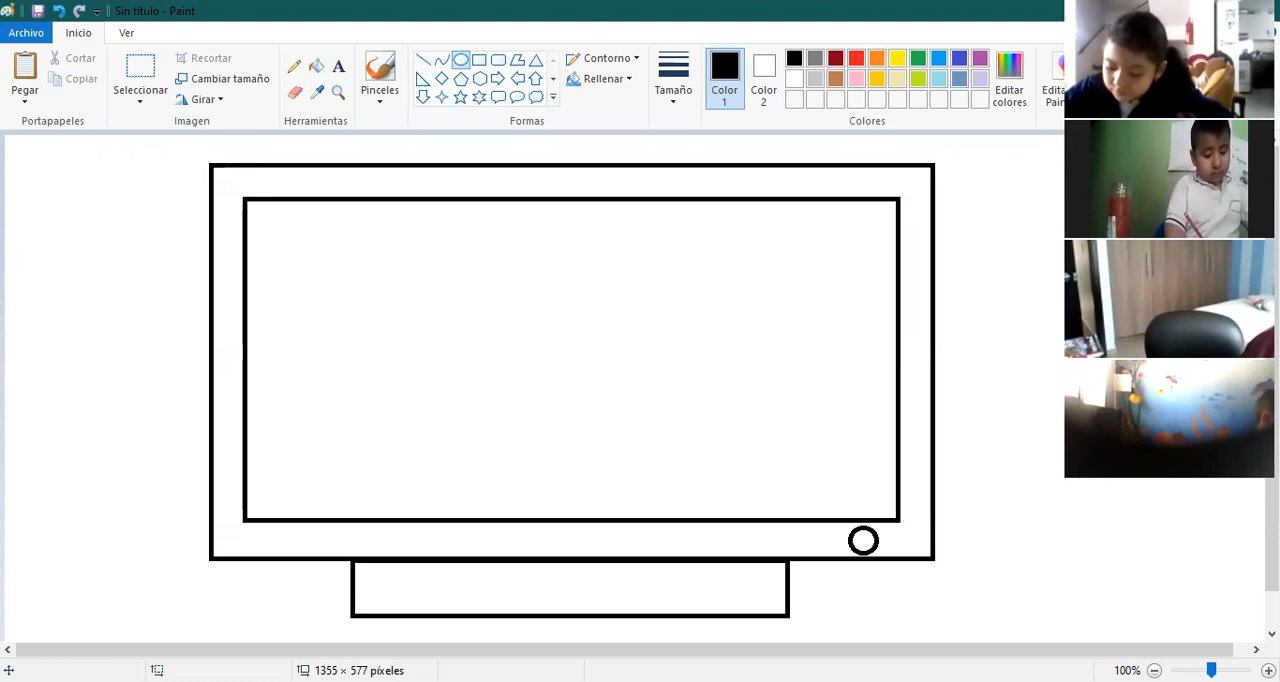 Sin título - Paint
Archivo Inicio Ver
Pegar
Cortar
Copiar
Portapapeles
Seleccionar
Recortar
Cambiar tamaño
Girar
Imagen
A
Herramientas
Pinceles
Contorno
Rellenar
Formas
Tamaño
Color
1
Color
2
Editar
colores
Colores
100%
1355 × 577 píxeles